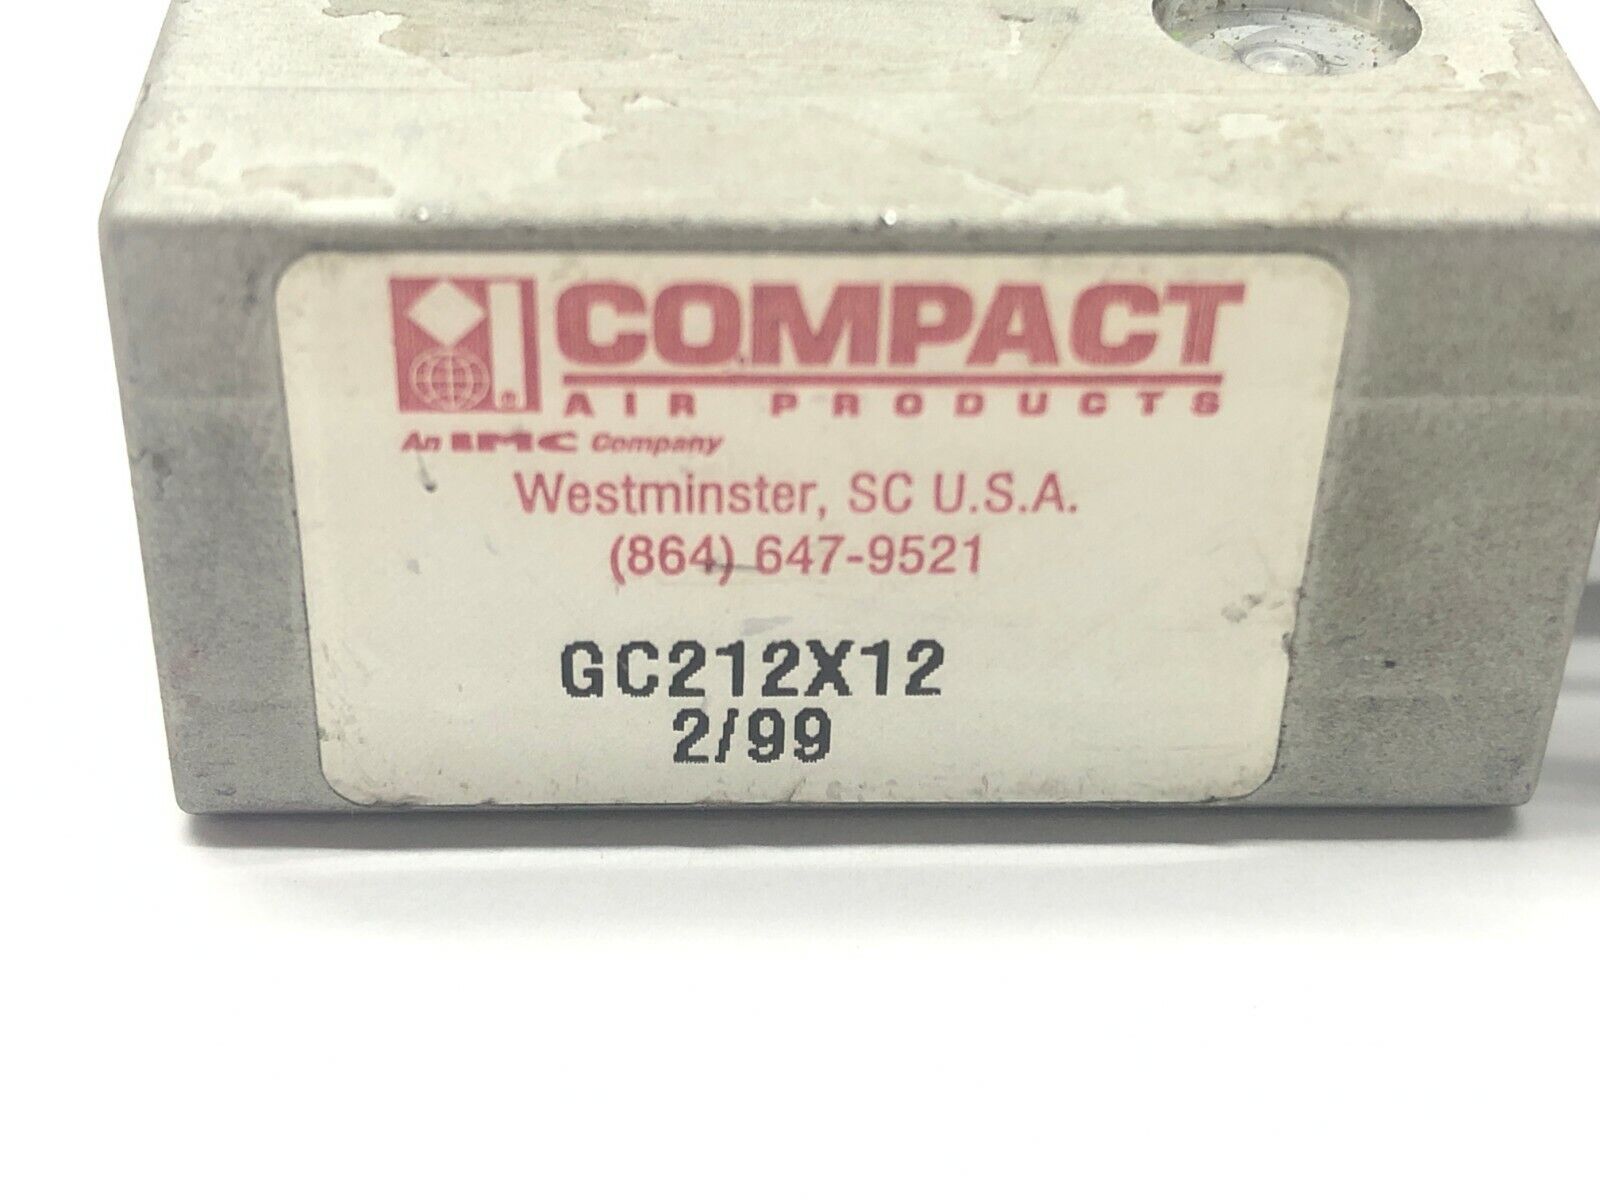 COMPACT
AIR PRODUCTS
An IMC Company
Westminster, SC U.S.A.
(864) 647-9521
GC212X12
2/99